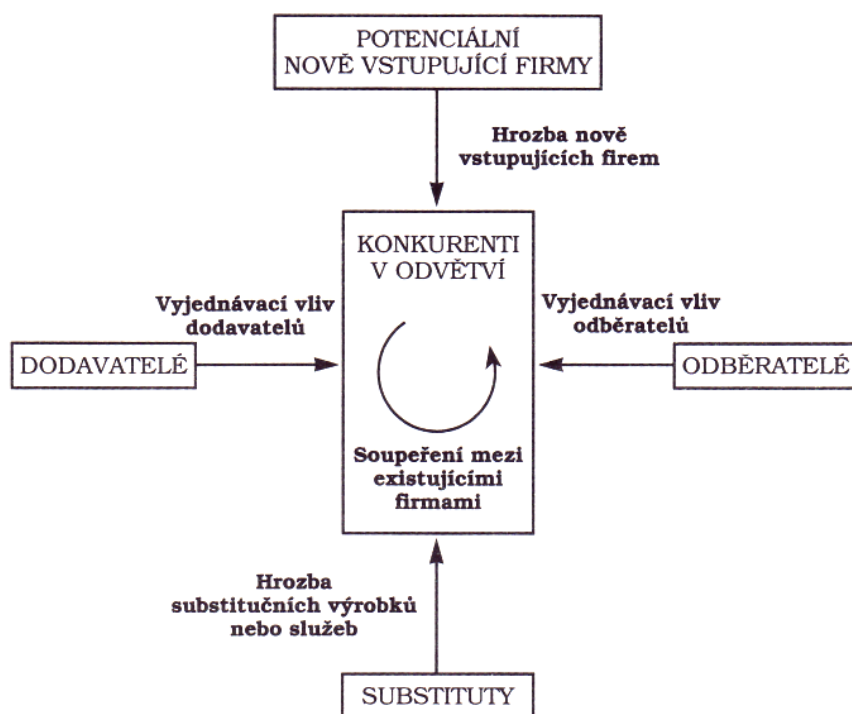 POTENCIÁLNÍ
NOVĚ VSTUPUJÍCÍ FIRMY
Hrozba nově
vstupujících firem
KONKURENTI
V ODVĚTVÍ
Vyjednávací vliv
dodavatelů
Vyjednávací vliv
odběratelů
DODAVATELÉ
ODBĚRATELÉ
Soupeření mezi
existujícími
firmami
Hrozba
substitučních výrobků
nebo služeb
SUBSTITUTY